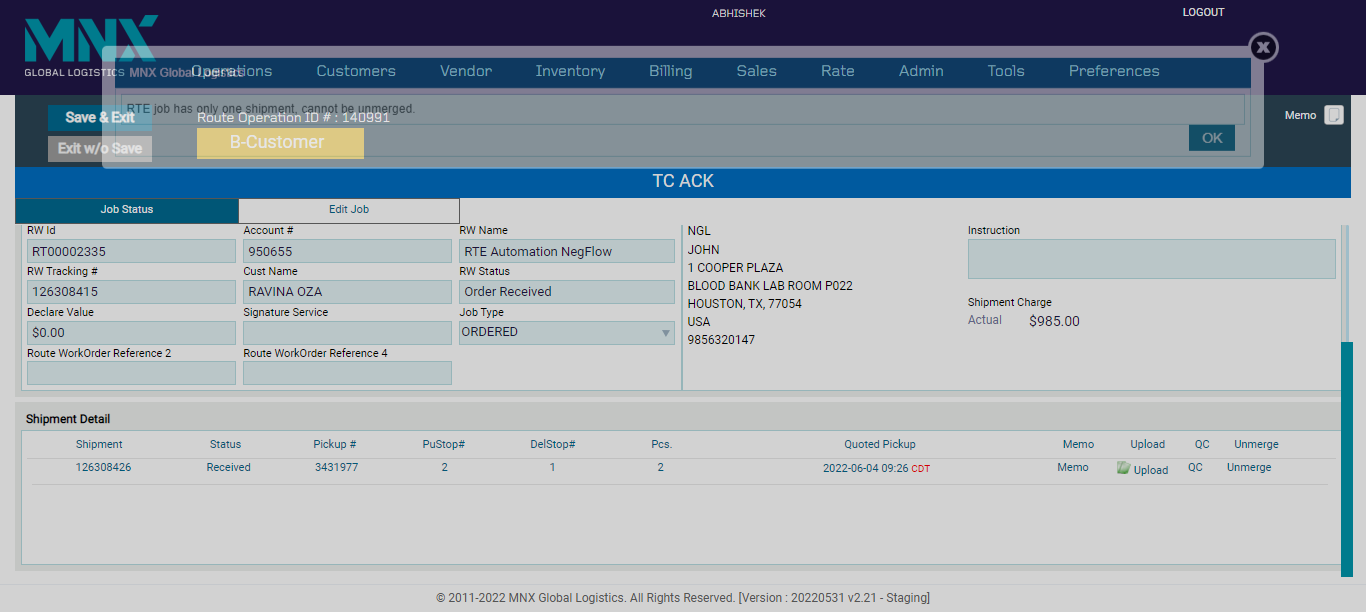 ABHISHEK
LOGOUT
MNX
GLOBAL LOGISTICS
MNX Global Logistics
Operations Customers Vendor Inventory Billing Sales Rate Admin Tools Preferences
X
RTE job has only one shipment, cannot be unmerged.
OK
Save & Exit
Route Operation ID # : 140991
Memo
Exit w/o Save
B-Customer
TC ACK
Job Status Edit Job
RW Id Account # RW Name
RT00002335 950655 RTE Automation NegFlow
RW Tracking # Cust Name RW Status
126308415 RAVINA OZA Order Received
Declare Value Signature Service Job Type
$0.00 ORDERED
Route WorkOrder Reference 2 Route WorkOrder Reference 4
NGL
JOHN
1 COOPER PLAZA
BLOOD BANK LAB ROOM P022
HOUSTON, TX, 77054
USA
9856320147
Instruction
Shipment Charge
Actual $985.00
Shipment Detail
Shipment Status Pickup # PuStop# DelStop# Pcs. Quoted Pickup Memo Upload QC Unmerge
126308426 Received 3431977 2 1 2 2022-06-04 09:26 CDT Memo Upload QC Unmerge
© 2011-2022 MNX Global Logistics. All Rights Reserved. [Version : 20220531 v2.21 - Staging]